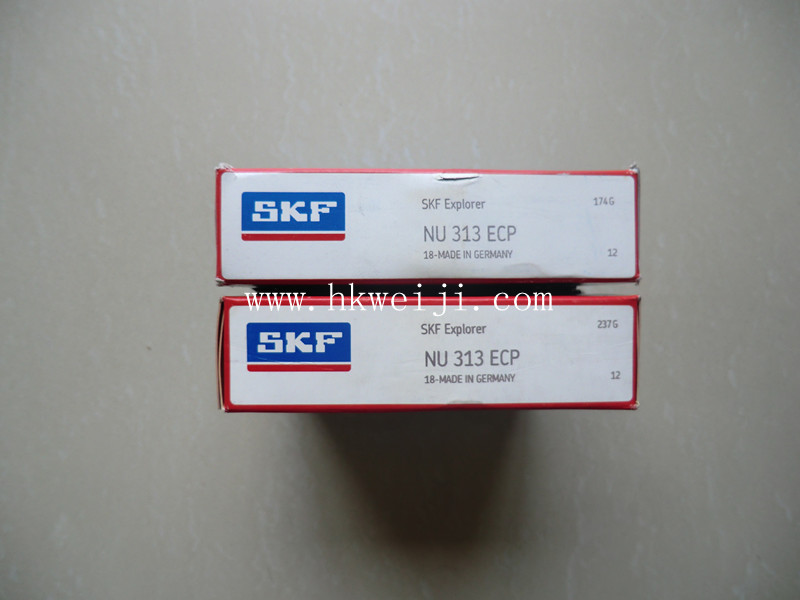 SKF
SKF Explorer
174G
NU 313 ECP
18-MADE IN GERMANY
12
www.hkweiji.com
SKF
SKF Explorer
237G
NU 313 ECP
18-MADE IN GERMANY
12